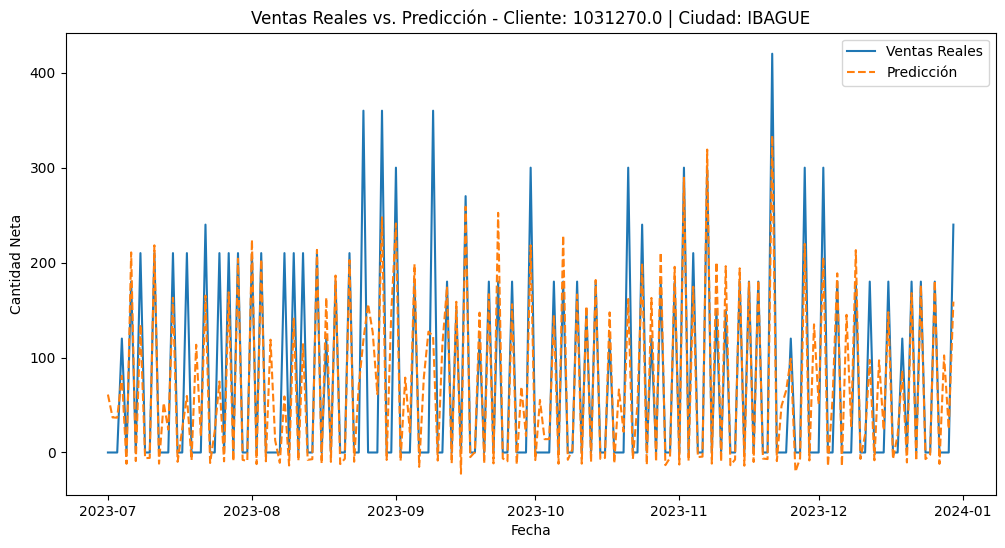 Ventas Reales vs. Predicción - Cliente: 1031270.0 | Ciudad: IBAGUE
Ventas Reales
Predicción
400
300
200
100
0
Cantidad Neta
2023-07 2023-08 2023-09 2023-10 2023-11 2023-12 2024-01
Fecha